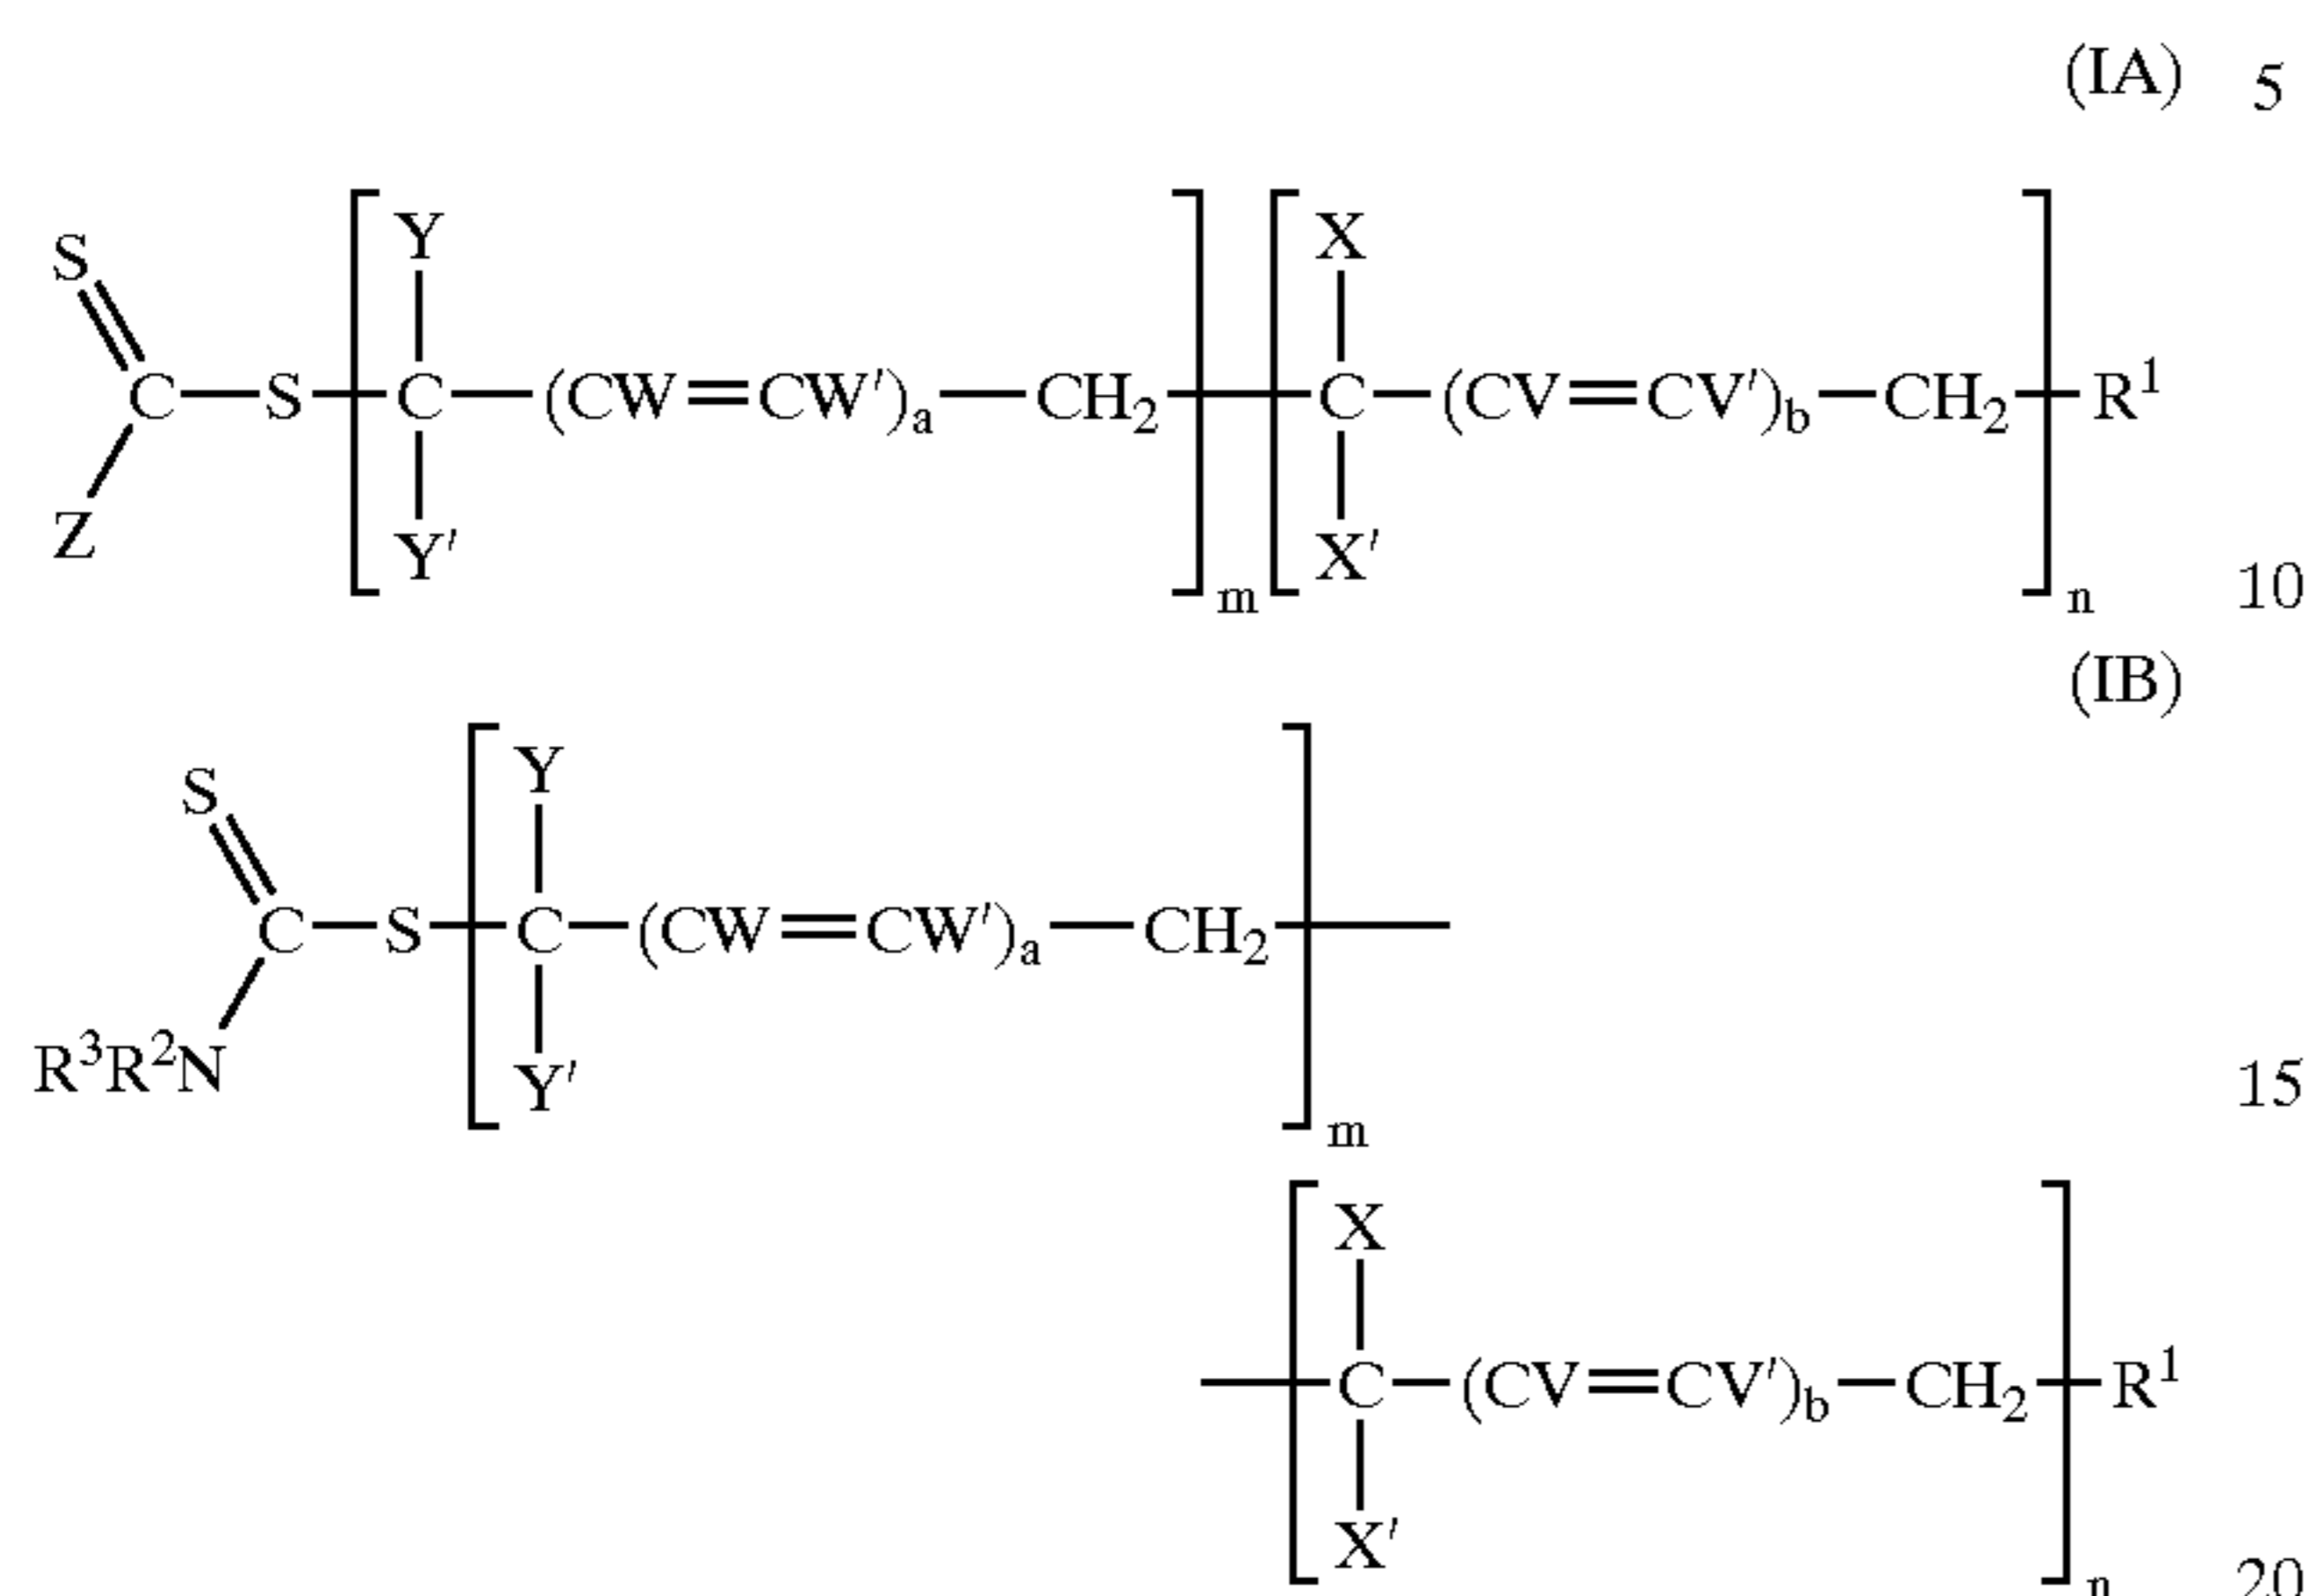 (IA) 5
Y X
S
C—S—[C—(CW=CW')a—CH2]m[C—(CV=CV')b—CH2]n—R1
Z
Y' X'
10
(IB)
Y
S
C—S—[C—(CW=CW')a—CH2]m—
R3R2N
Y'
15
X
—[C—(CV=CV')b—CH2]n—R1
X'
20